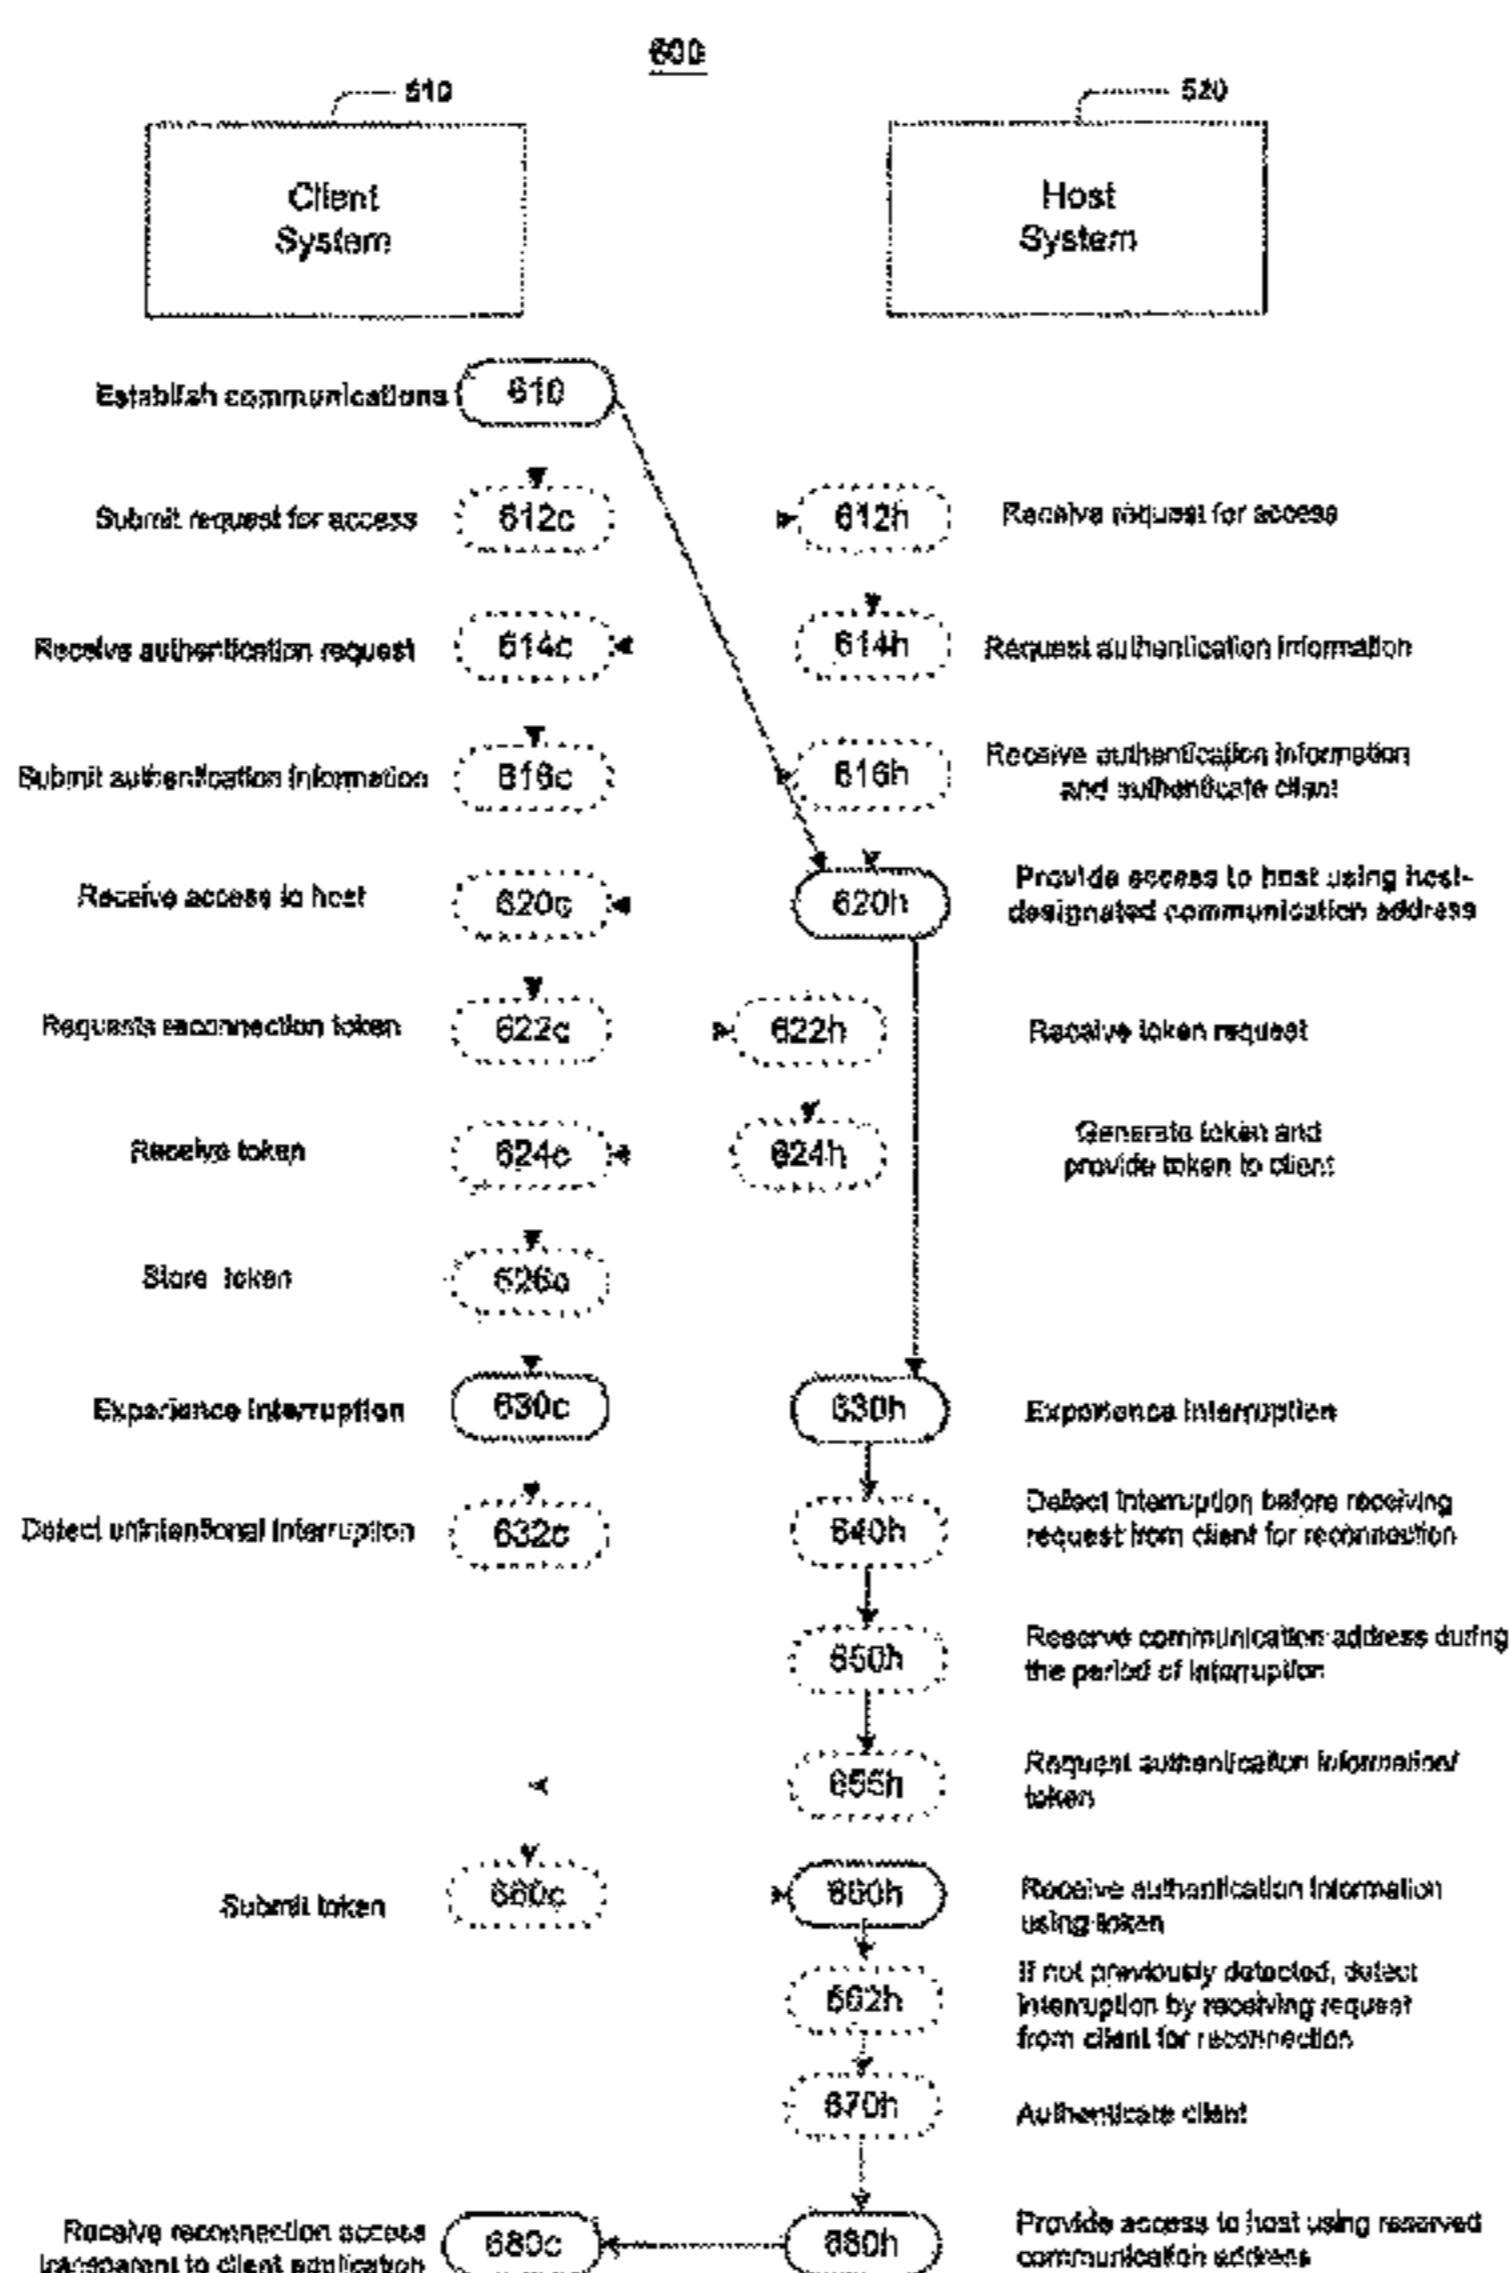 600
510
520
Client
System
Host
System
Establish communications
610
Submit request for access
612c
612h
Receive request for access
Receive authentication request
614c
614h
Request authentication information
Submit authentication information
616c
616h
Receive authentication information
and authenticate client
Receive access to host
620c
620h
Provide access to host using host-
designated communication address
Requests reconnection token
622c
622h
Receive token request
Receive token
624c
624h
Generate token and
provide token to client
Store token
626c
Experience interruption
630c
630h
Experience interruption
Detect unintentional interruption
632c
640h
Detect interruption before receiving
request from client for reconnection
650h
Reserve communication address during
the period of interruption
655h
Request authentication information/
token
Submit token
660c
660h
Receive authentication information
using token
662h
If not previously detected, detect
interruption by receiving request
from client for reconnection
670h
Authenticate client
Receive reconnection access
transparent to client application
680c
680h
Provide access to host using reserved
communication address